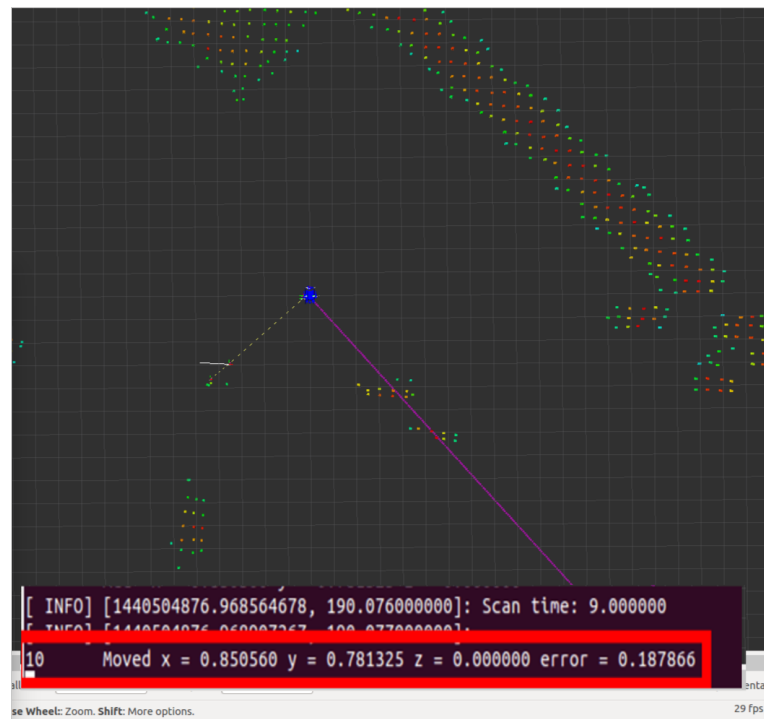 [ INFO] [1440504876.968564678, 190.076000000]: Scan time: 9.000000
10 Moved x = 0.850560 y = 0.781325 z = 0.000000 error = 0.187866
se Wheel: Zoom. Shift: More options.
29 fps